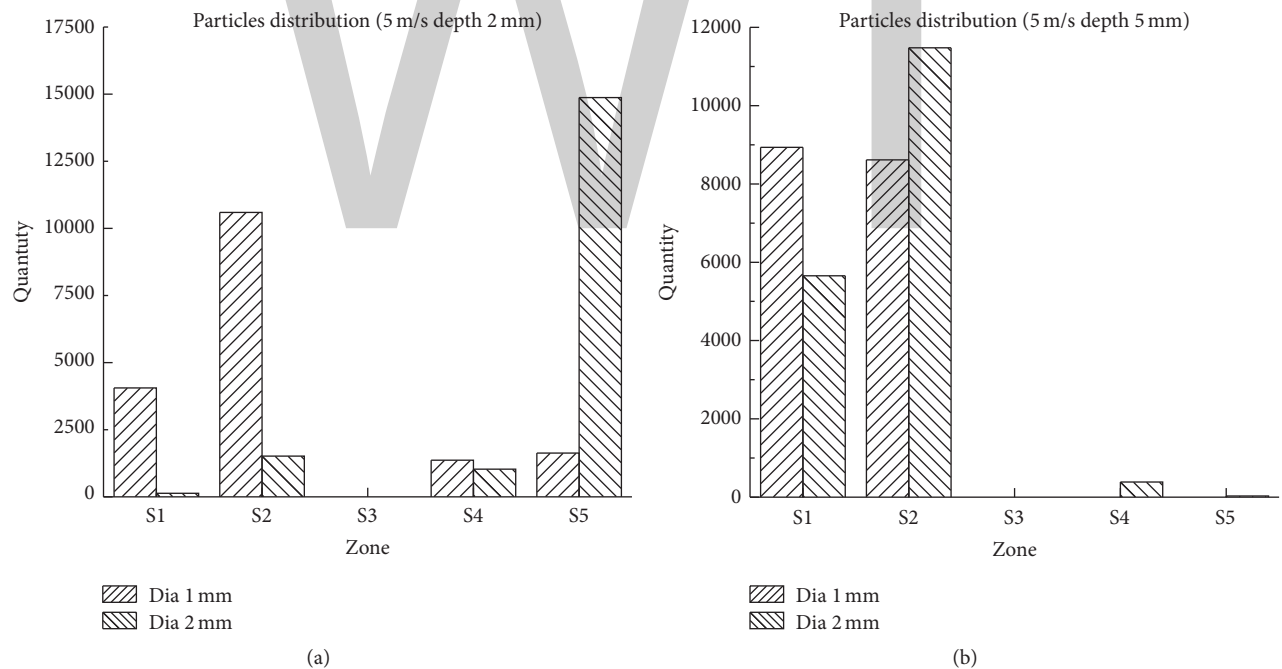 Particles distribution (5 m/s depth 2 mm)
17500
15000
12500
10000
7500
5000
2500
0
Quantuty
S1 S2 S3 S4 S5
Zone
Dia 1 mm
Dia 2 mm
(a)
Particles distribution (5 m/s depth 5 mm)
12000
10000
8000
6000
4000
2000
0
Quantity
S1 S2 S3 S4 S5
Zone
Dia 1 mm
Dia 2 mm
(b)